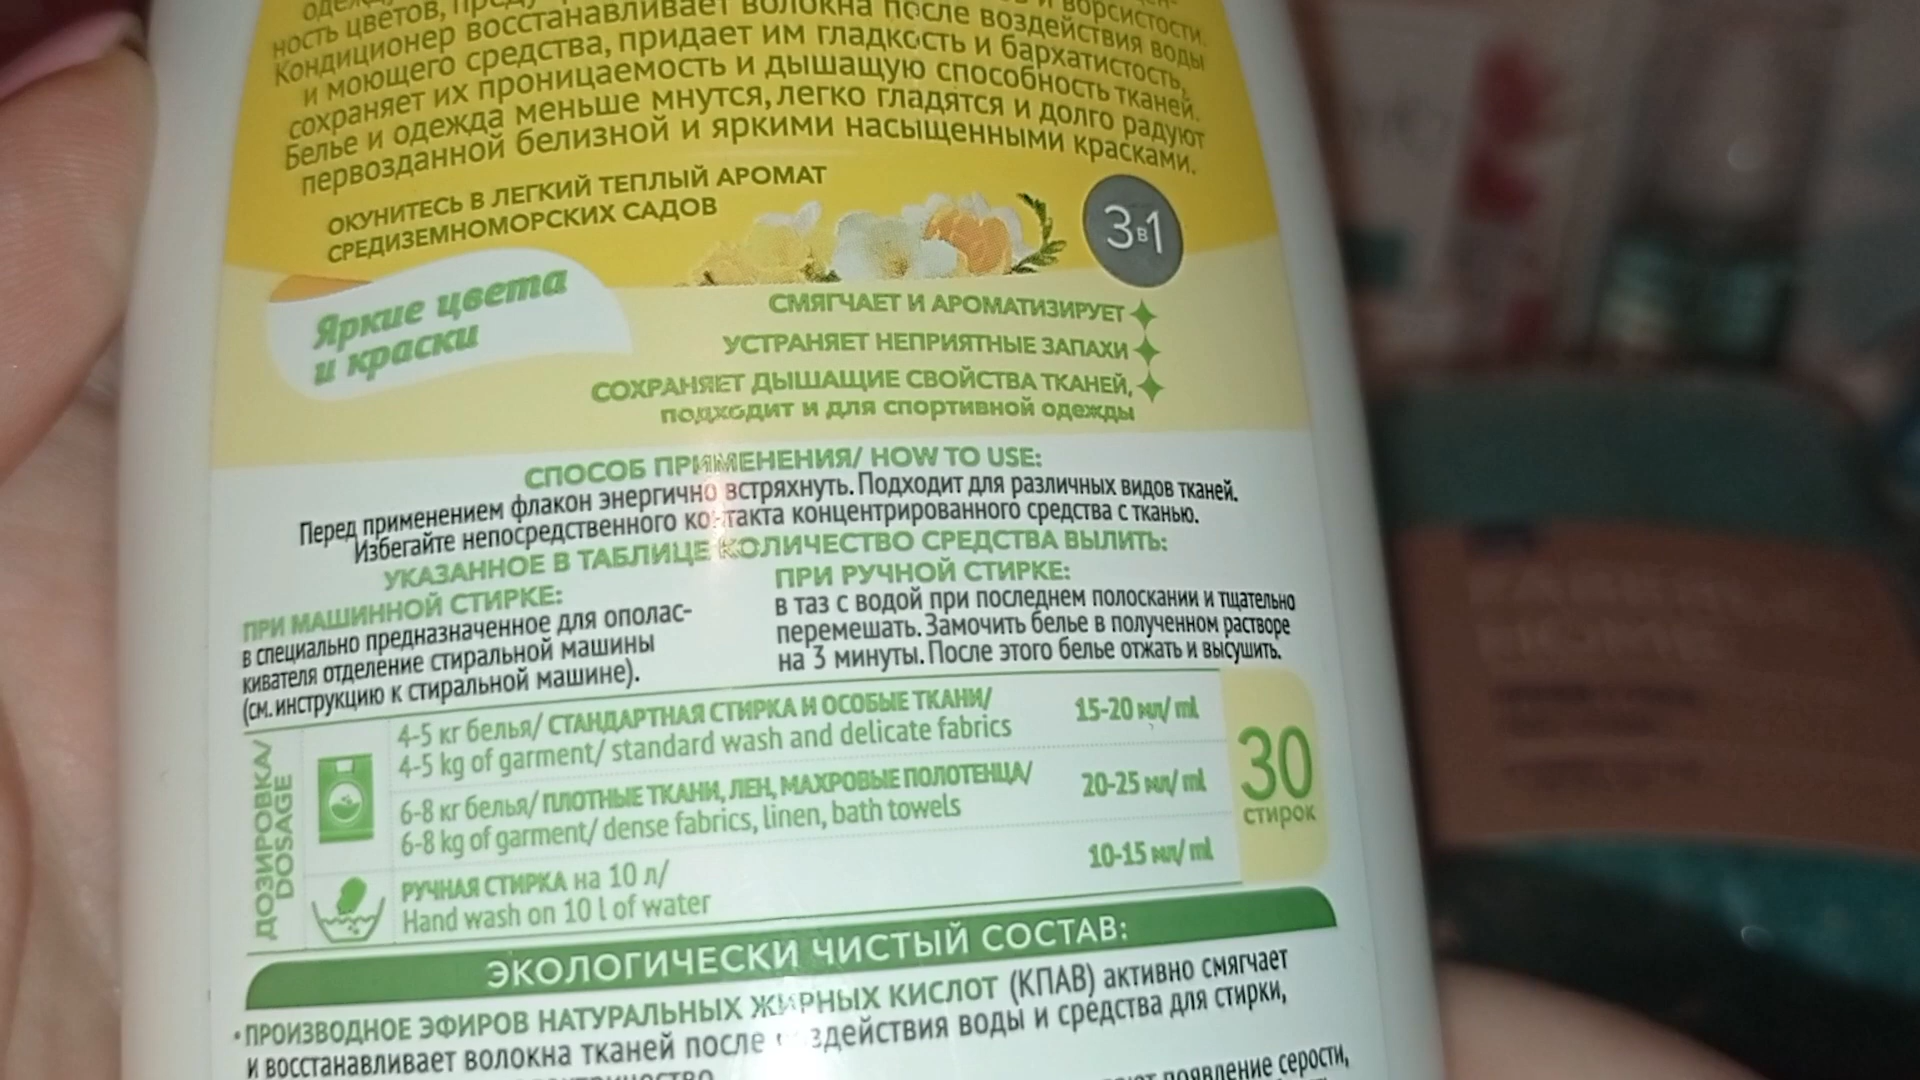 ность цветов,
и ворсистости.
Кондиционер восстанавливает волокна после воздействия воды
и моющего средства, придает им гладкость и бархатистость,
сохраняет их проницаемость и дышащую способность тканей.
Белье и одежда меньше мнутся, легко гладятся и долго радуют
первозданной белизной и яркими насыщенными красками.
ОКУНИТЕСЬ В ЛЕГКИЙ ТЕПЛЫЙ АРОМАТ
СРЕДИЗЕМНОМОРСКИХ САДОВ
3в1
Яркие цвета
и краски
СМЯГЧАЕТ И АРОМАТИЗИРУЕТ
УСТРАНЯЕТ НЕПРИЯТНЫЕ ЗАПАХИ
СОХРАНЯЕТ ДЫШАЩИЕ СВОЙСТВА ТКАНЕЙ,
ПОДХОДИТ И ДЛЯ СПОРТИВНОЙ ОДЕЖДЫ
СПОСОБ ПРИМЕНЕНИЯ/ HOW TO USE:
Перед применением флакон энергично встряхнуть. Подходит для различных видов тканей.
Избегайте непосредственного контакта концентрированного средства с тканью.
УКАЗАННОЕ В ТАБЛИЦЕ КОЛИЧЕСТВО СРЕДСТВА ВЫЛИТЬ:
ПРИ МАШИННОЙ СТИРКЕ:
в специально предназначенное для ополас-
кивателя отделение стиральной машины
(см. инструкцию к стиральной машине).
ПРИ РУЧНОЙ СТИРКЕ:
в таз с водой при последнем полоскании и тщательно
перемешать. Замочить белье в полученном растворе
на 3 минуты. После этого белье отжать и высушить.
ДОЗИРОВКА/
DOSAGE
4-5 кг белья/ СТАНДАРТНАЯ СТИРКА И ОСОБЫЕ ТКАНИ/
4-5 kg of garment/ standard wash and delicate fabrics
15-20 мл/ ml
6-8 кг белья/ ПЛОТНЫЕ ТКАНИ, ЛЕН, МАХРОВЫЕ ПОЛОТЕНЦА/
6-8 kg of garment/ dense fabrics, linen, bath towels
20-25 мл/ ml
РУЧНАЯ СТИРКА на 10 л/
Hand wash on 10 l of water
10-15 мл/ ml
30
стирок
ЭКОЛОГИЧЕСКИ ЧИСТЫЙ СОСТАВ:
•ПРОИЗВОДНОЕ ЭФИРОВ НАТУРАЛЬНЫХ ЖИРНЫХ КИСЛОТ (КПАВ) активно смягчает
и восстанавливает волокна тканей после воздействия воды и средства для стирки,
появление серости,